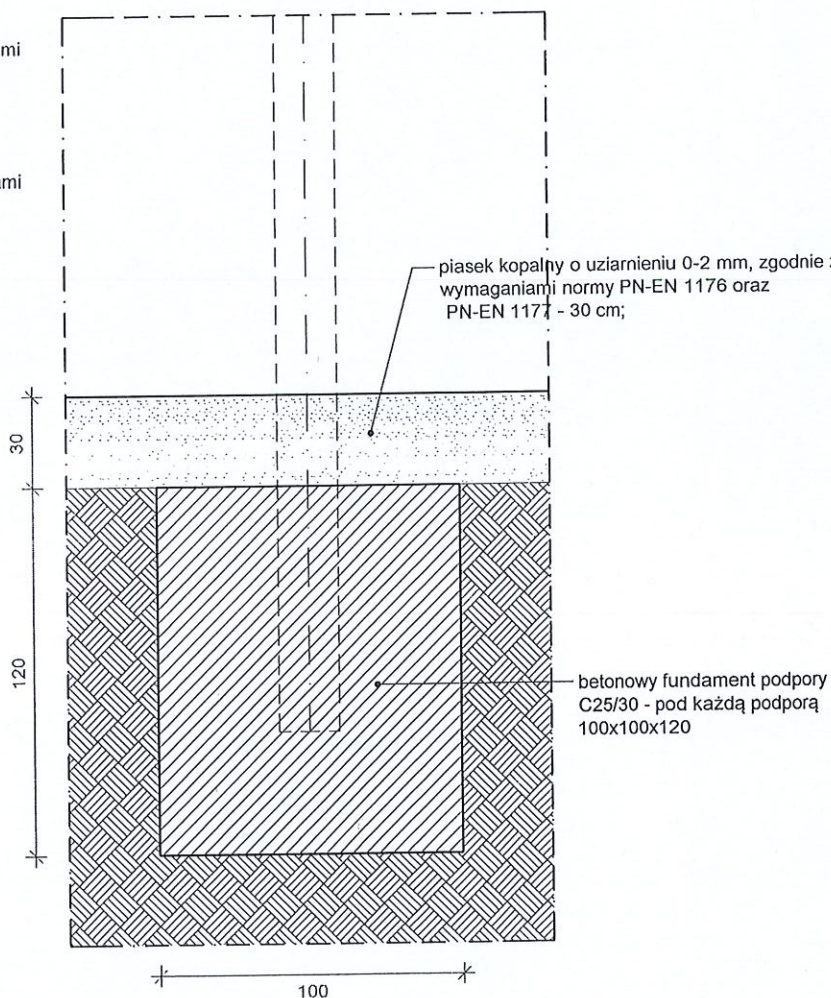 mi
ami
piasek kopalny o uziarnieniu 0-2 mm, zgodnie z
wymaganiami normy PN-EN 1176 oraz
PN-EN 1177 - 30 cm;
30
120
betonowy fundament podpory
C25/30 - pod każdą podporą
100x100x120
100